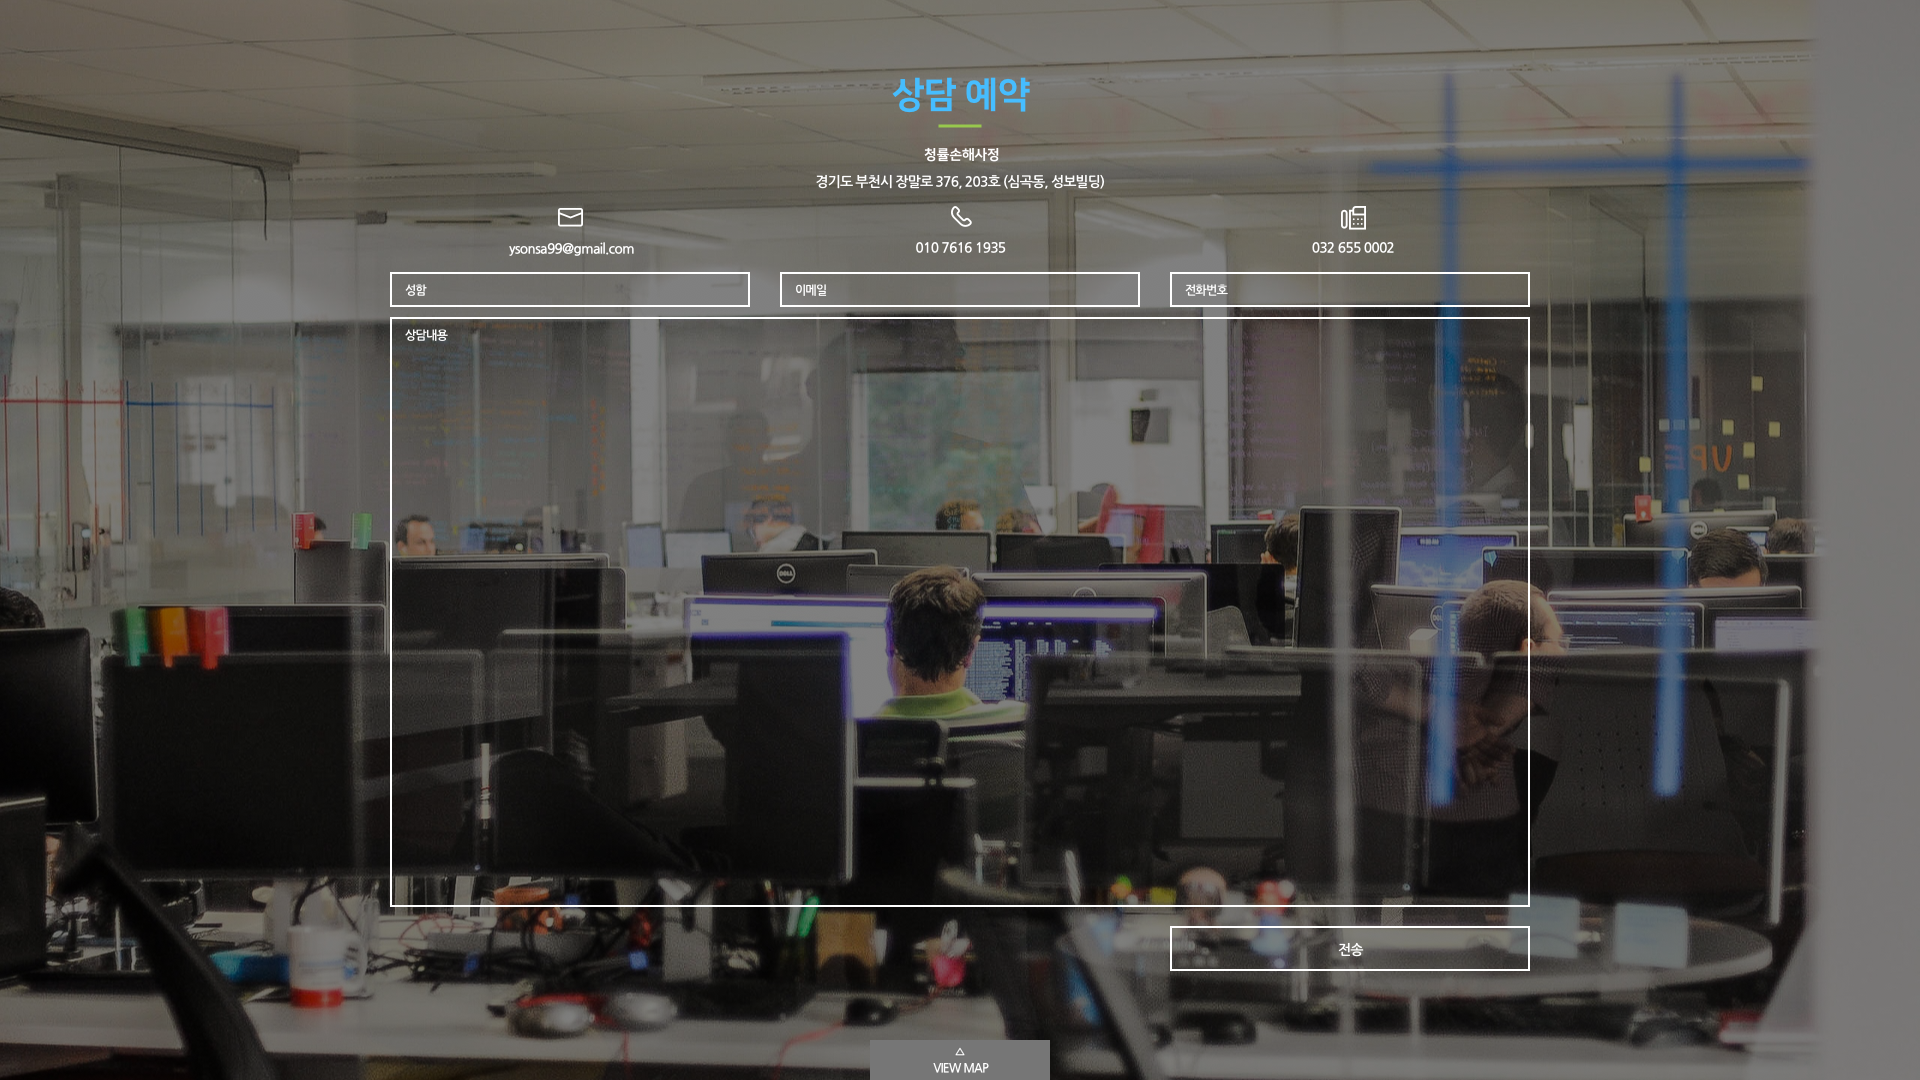 상담 예약
청률손해사정
경기도 부천시 장말로 376, 203호 (심곡동, 성보빌딩)
ysonsa99@gmail.com
010 7616 1935
032 655 0002
성함
이메일
전화번호
상담내용
DELL
UPE
전송
VIEW MAP